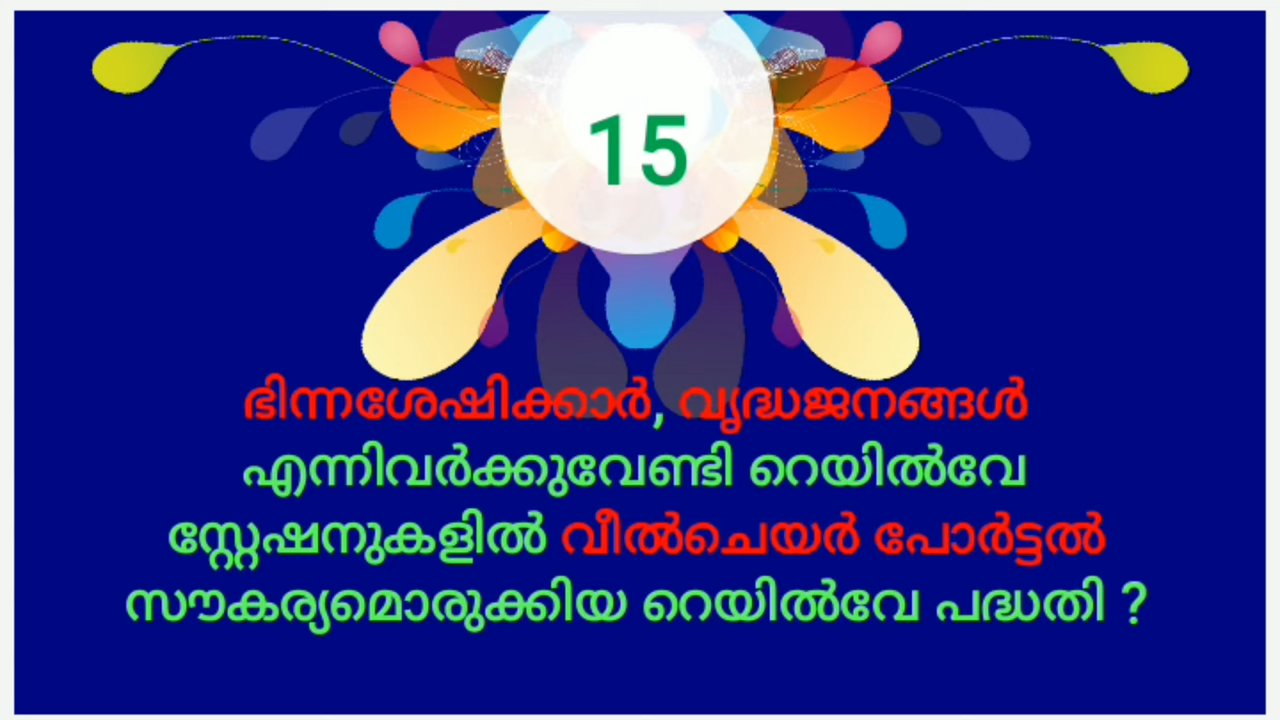 15
ഭിന്നശേഷിക്കാർ, വൃദ്ധജനങ്ങൾ
എന്നിവർക്കുവേണ്ടി റെയിൽവേ
സ്റ്റേഷനുകളിൽ വീൽചെയർ പോർട്ടൽ
സൗകര്യമൊരുക്കിയ റെയിൽവേ പദ്ധതി ?